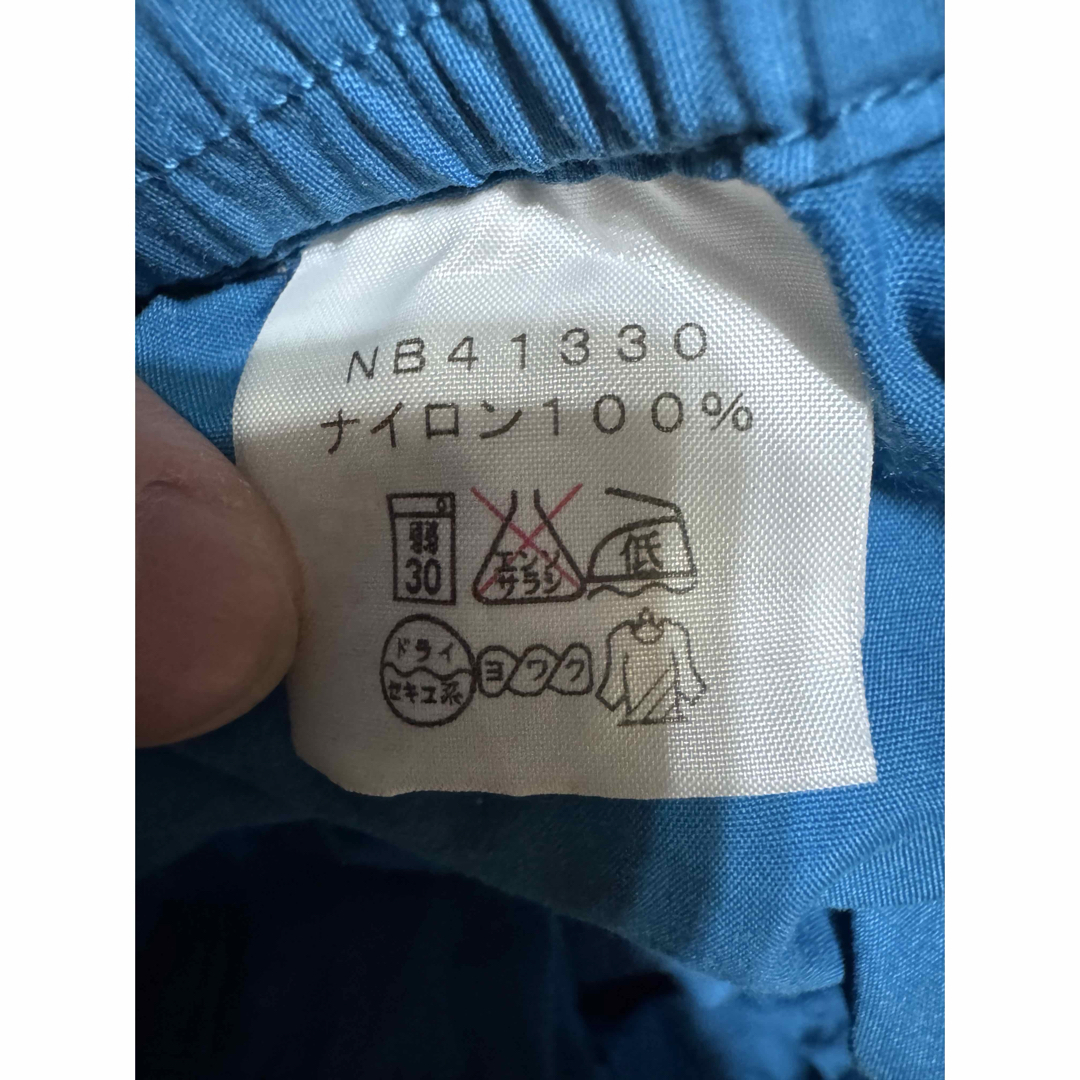 NB41330
ナイロン100%
弱
30
エンソ
サラシ
低
ドライ
セキユ系
ヨワク